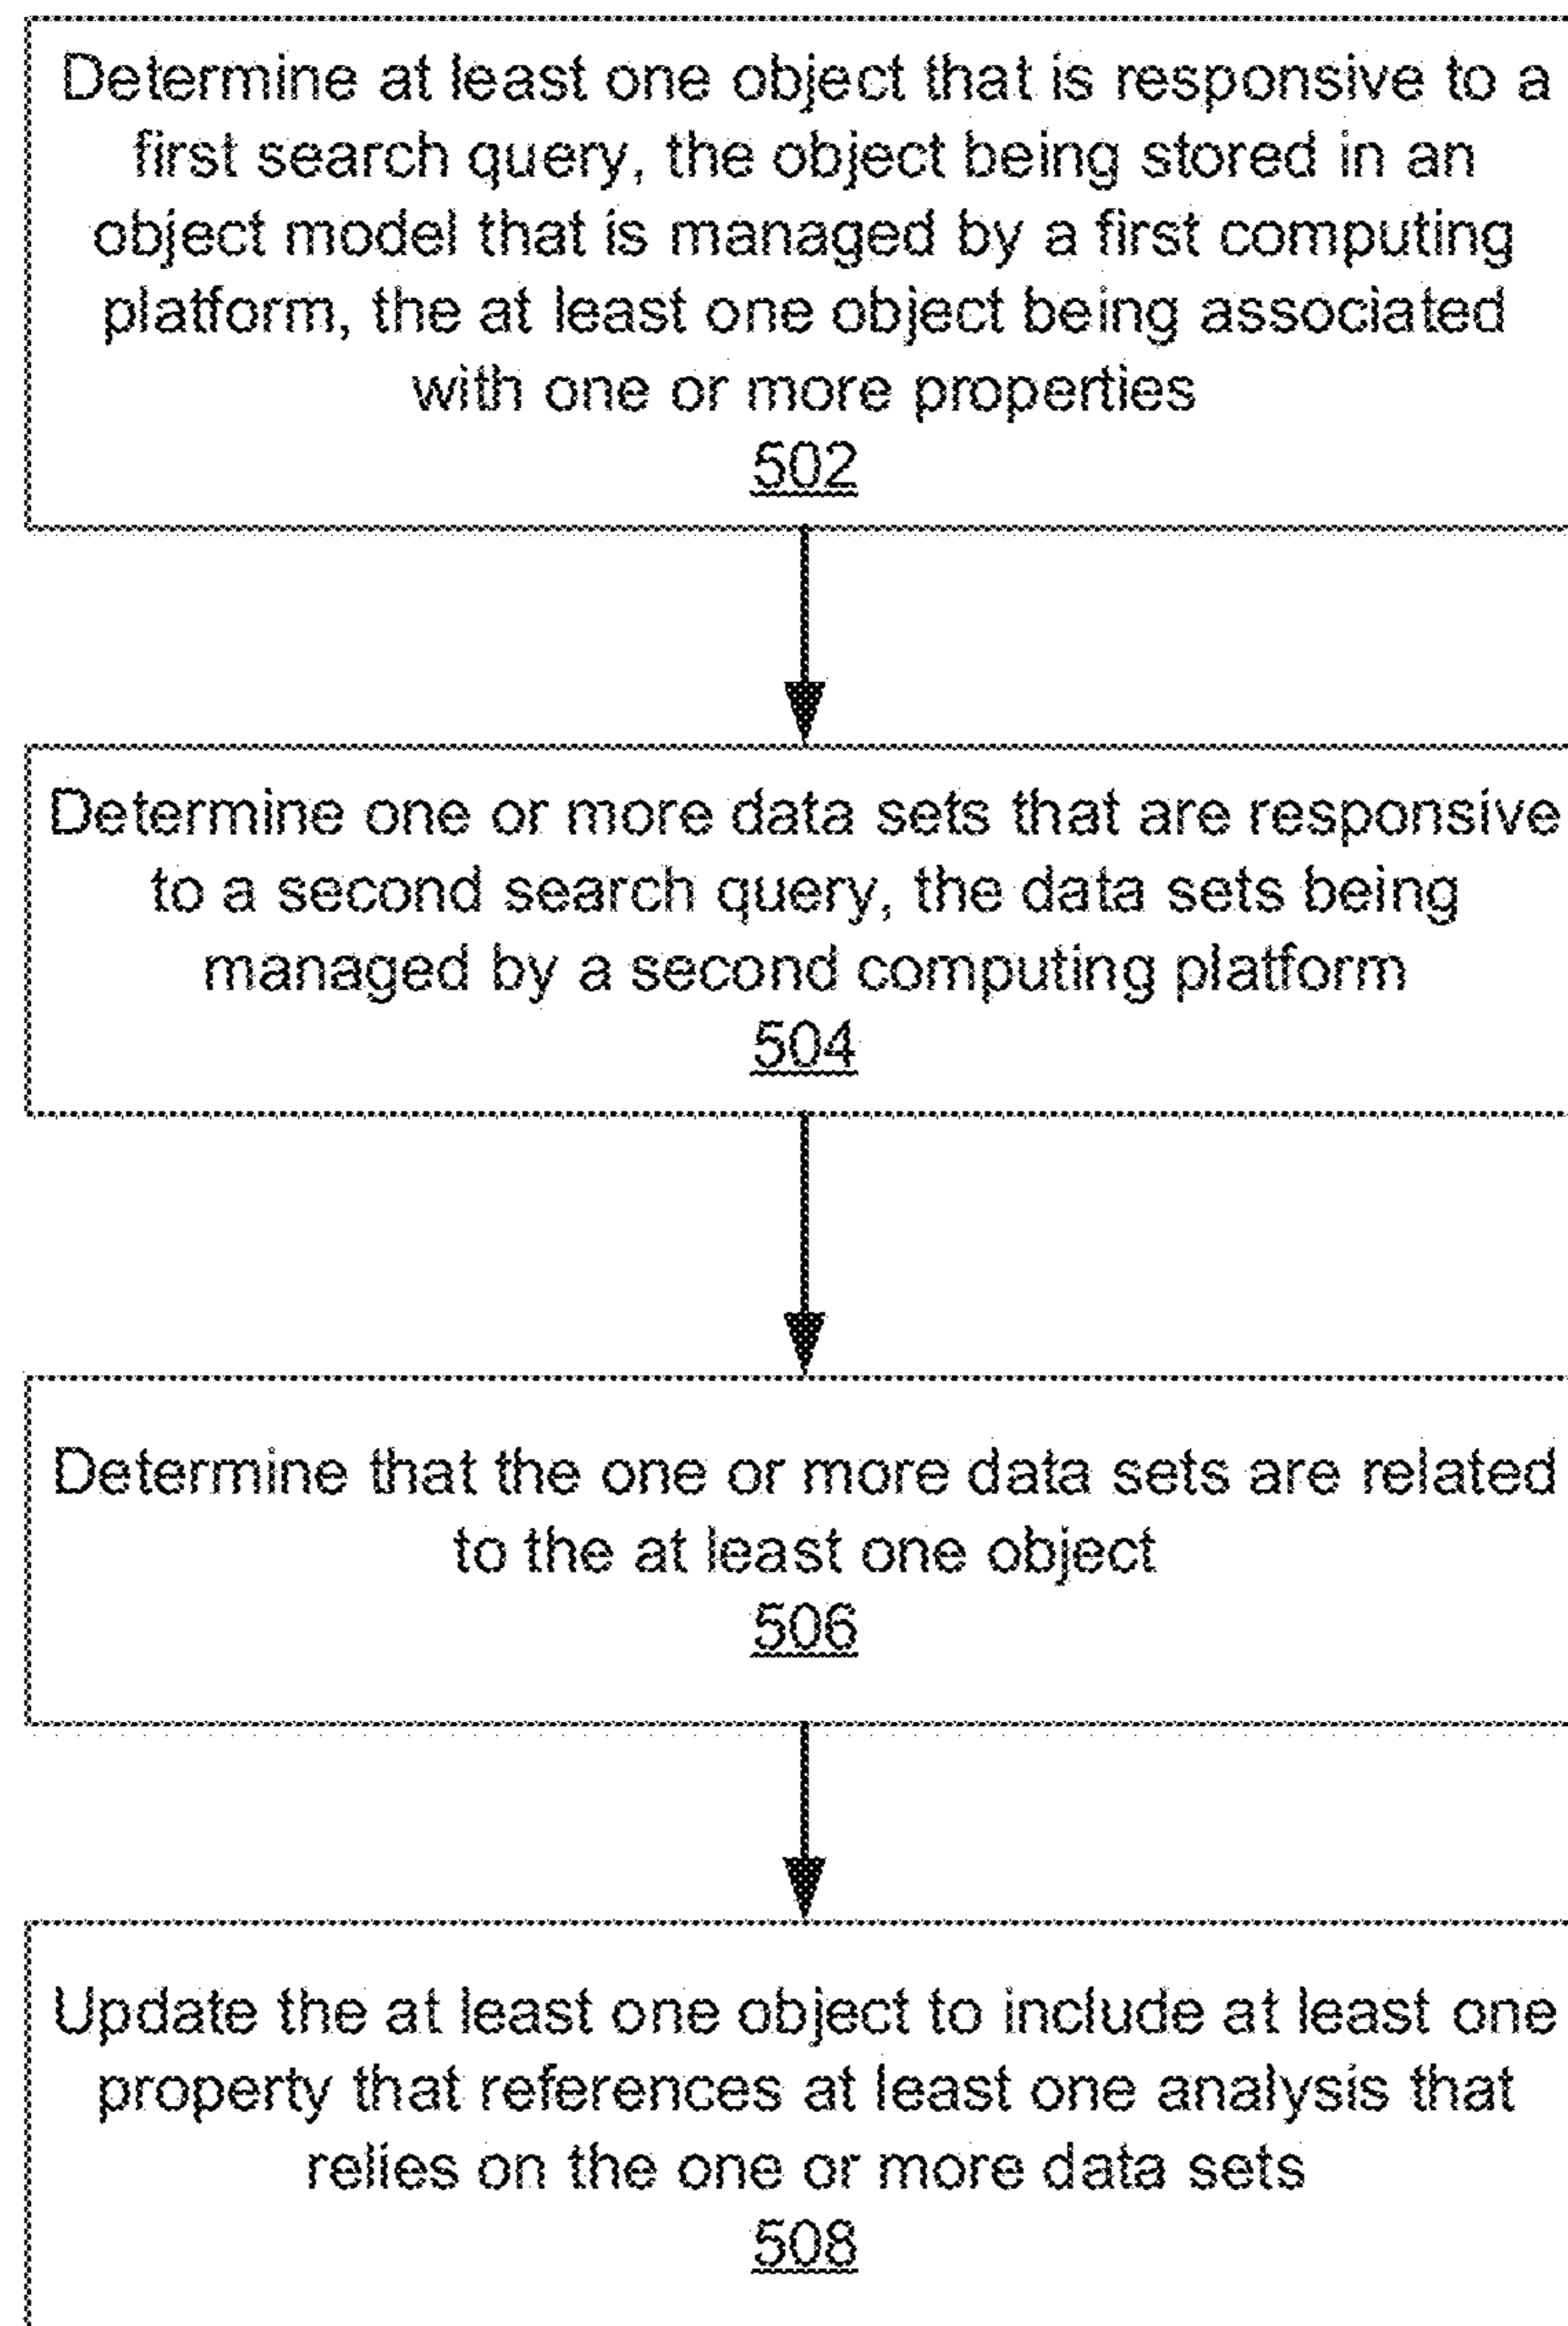 Determine at least one object that is responsive to a
first search query, the object being stored in an
object model that is managed by a first computing
platform, the at least one object being associated
with one or more properties
502
Determine one or more data sets that are responsive
to a second search query, the data sets being
managed by a second computing platform
504
Determine that the one or more data sets are related
to the at least one object
506
Update the at least one object to include at least one
property that references at least one analysis that
relies on the one or more data sets
508